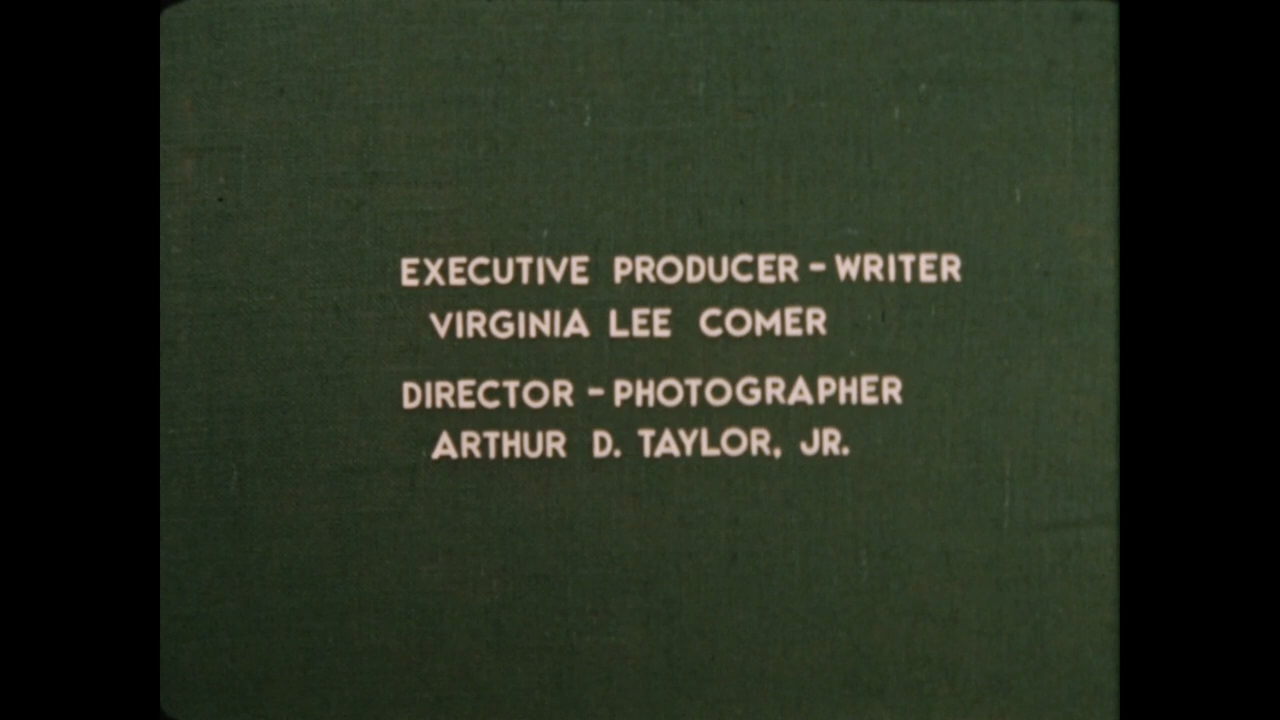 EXECUTIVE PRODUCER - WRITER
VIRGINIA LEE COMER
DIRECTOR - PHOTOGRAPHER
ARTHUR D. TAYLOR, JR.